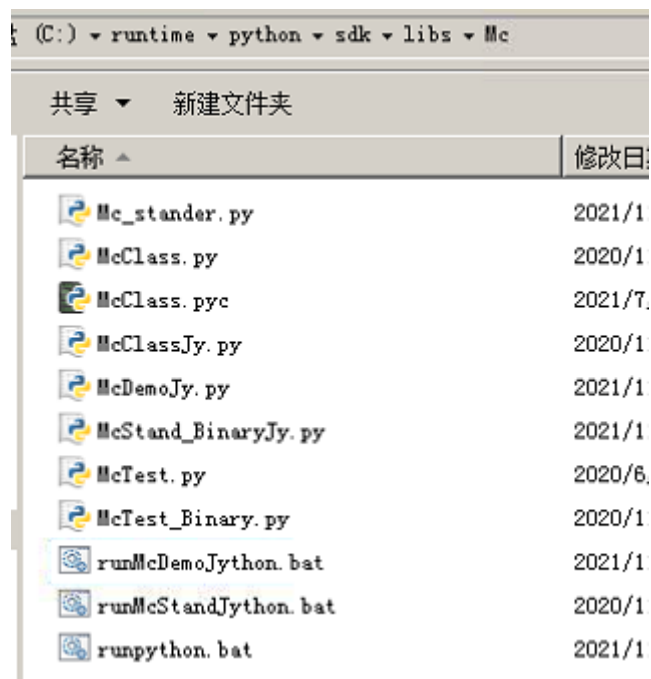 (C:) ▾ runtime ▾ python ▾ sdk ▾ libs ▾ Mc
共享 ▼ 新建文件夹
名称 修改日
Mc_stander.py 2021/1
McClass.py 2020/1
McClass.pyc 2021/7
McClassJy.py 2020/1
McDemoJy.py 2021/1
McStand_BinaryJy.py 2021/1
McTest.py 2020/6
McTest_Binary.py 2020/1
runMcDemoJython.bat 2021/1
runMcStandJython.bat 2020/1
runpython.bat 2021/1